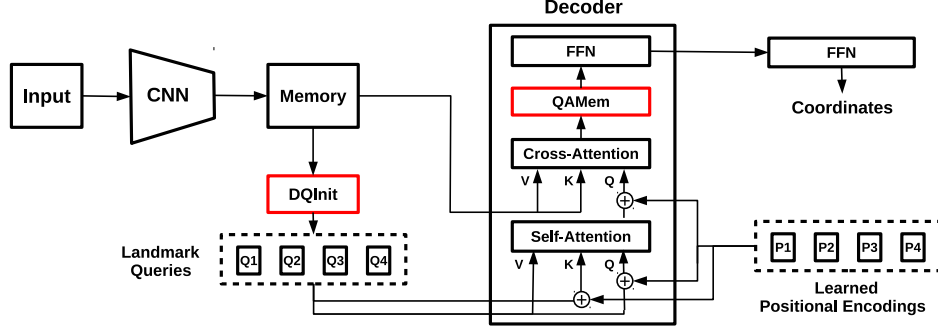 Decoder
FFN
FFN
Input
CNN
Memory
QAMem
Coordinates
Cross-Attention
V
K
Q
DQInit
Landmark
Queries
Q1
Q2
Q3
Q4
Self-Attention
V
K
Q
P1
P2
P3
P4
Learned
Positional Encodings